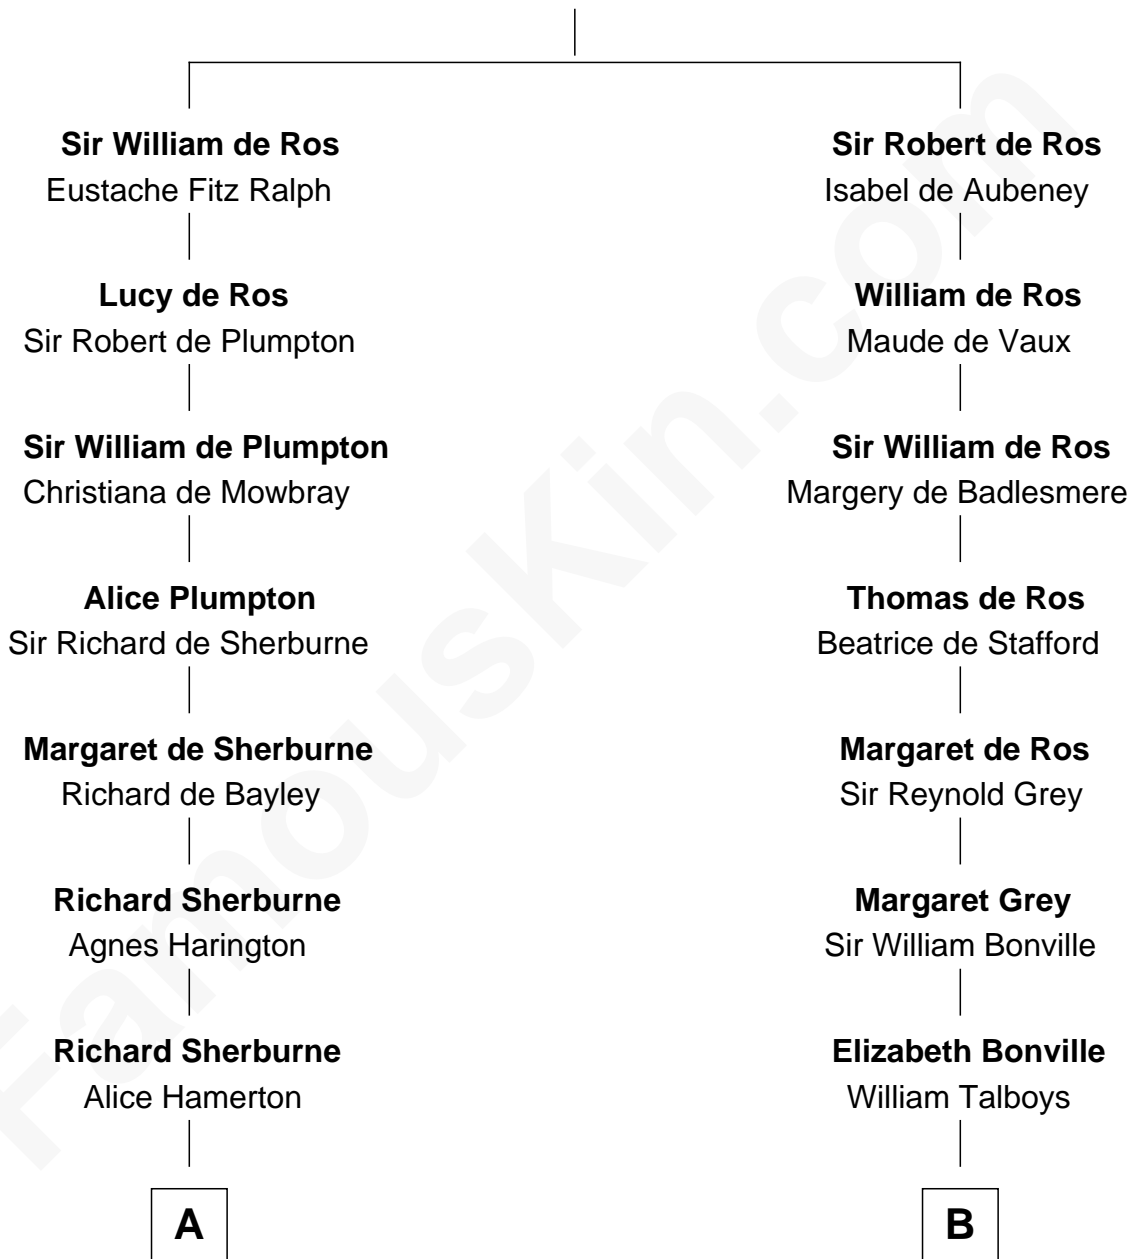 Sir William de Ros
Eustache Fitz Ralph
Lucy de Ros
Sir Robert de Plumpton
Sir William de Plumpton
Christiana de Mowbray
Alice Plumpton
Sir Richard de Sherburne
Margaret de Sherburne
Richard de Bayley
Richard Sherburne
Agnes Harington
Richard Sherburne
Alice Hamerton
A
Sir Robert de Ros
Isabel de Aubeney
William de Ros
Maude de Vaux
Sir William de Ros
Margery de Badlesmere
Thomas de Ros
Beatrice de Stafford
Margaret de Ros
Sir Reynold Grey
Margaret Grey
Sir William Bonville
Elizabeth Bonville
William Talboys
B
FamousKin.com